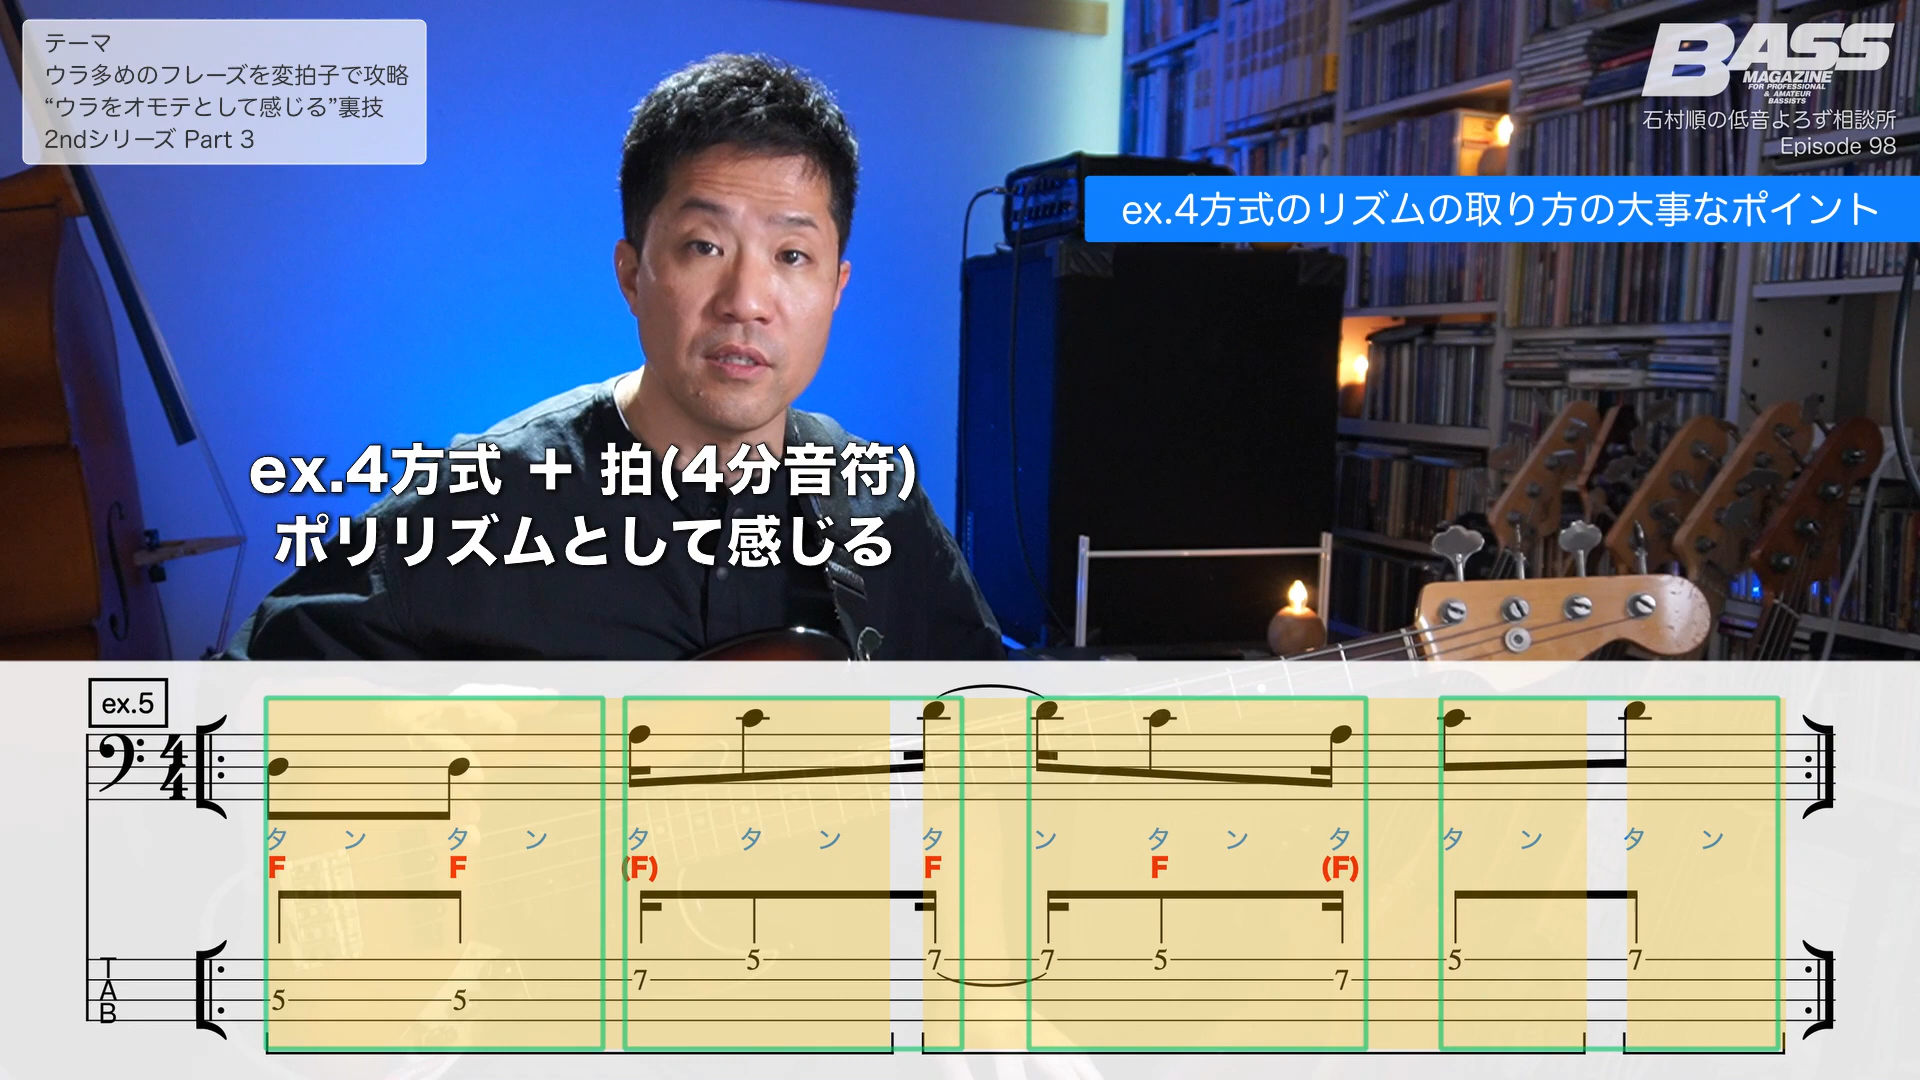 テーマ
ウラ多めのフレーズを変拍子で攻略
“ウラをオモテとして感じる”裏技
2ndシリーズ Part 3
BASS
MAGAZINE
FOR PROFESSIONAL
& AMATEUR
BASSISTS
石村順の低音よろず相談所
Episode 98
ex.4方式のリズムの取り方の大事なポイント
ex.4方式 ＋ 拍(4分音符)
ポリリズムとして感じる
ex.5
4
4
タ ン タ ン タ タ ン タ ン タ ン タ タ ン タ ン
F F (F) F F (F)
T
A
B
5 5 7 5 7 7 5 7 5 7